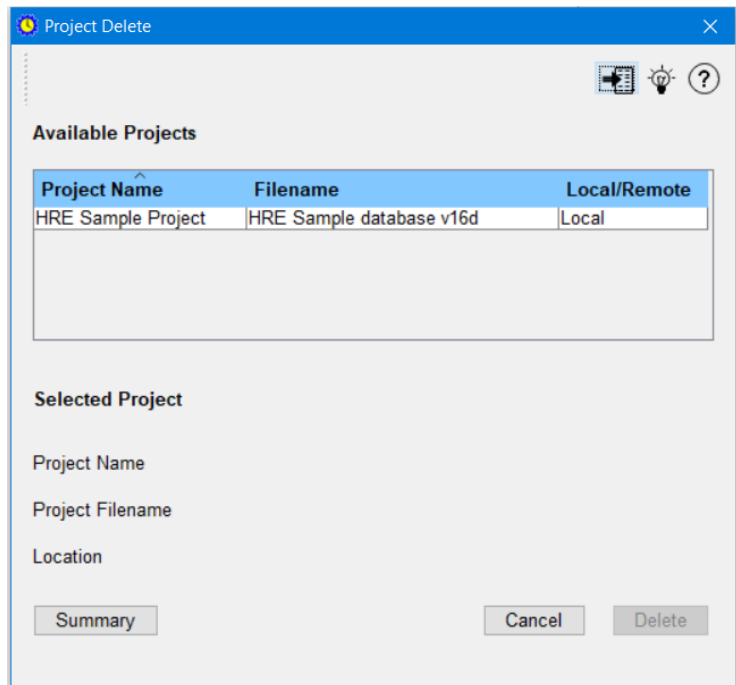 Project Delete
?
Available Projects
Project Name Filename Local/Remote
HRE Sample Project HRE Sample database v16d Local
Selected Project
Project Name
Project Filename
Location
Summary Cancel Delete